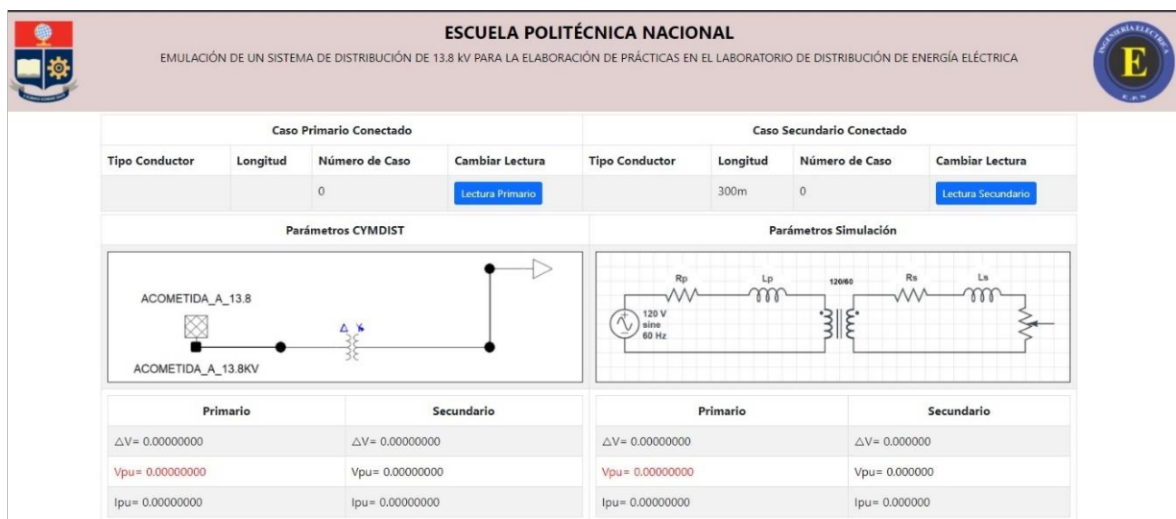 ESCUELA POLITÉCNICA NACIONAL
EMULACIÓN DE UN SISTEMA DE DISTRIBUCIÓN DE 13.8 kV PARA LA ELABORACIÓN DE PRÁCTICAS EN EL LABORATORIO DE DISTRIBUCIÓN DE ENERGÍA ELÉCTRICA
E
E.P.N
Caso Primario Conectado Caso Secundario Conectado
Tipo Conductor Longitud Número de Caso Cambiar Lectura Tipo Conductor Longitud Número de Caso Cambiar Lectura
0 Lectura Primario 300m 0 Lectura Secundario
Parámetros CYMDIST Parámetros Simulación
ACOMETIDA_A_13.8
ACOMETIDA_A_13.8KV
Rp Lp 120/60 Rs Ls
120 V
sine
60 Hz
Primario Secundario Primario Secundario
△V= 0.00000000 △V= 0.00000000 △V= 0.00000000 △V= 0.000000
Vpu= 0.00000000 Vpu= 0.00000000 Vpu= 0.00000000 Vpu= 0.000000
Ipu= 0.00000000 Ipu= 0.00000000 Ipu= 0.00000000 Ipu= 0.000000